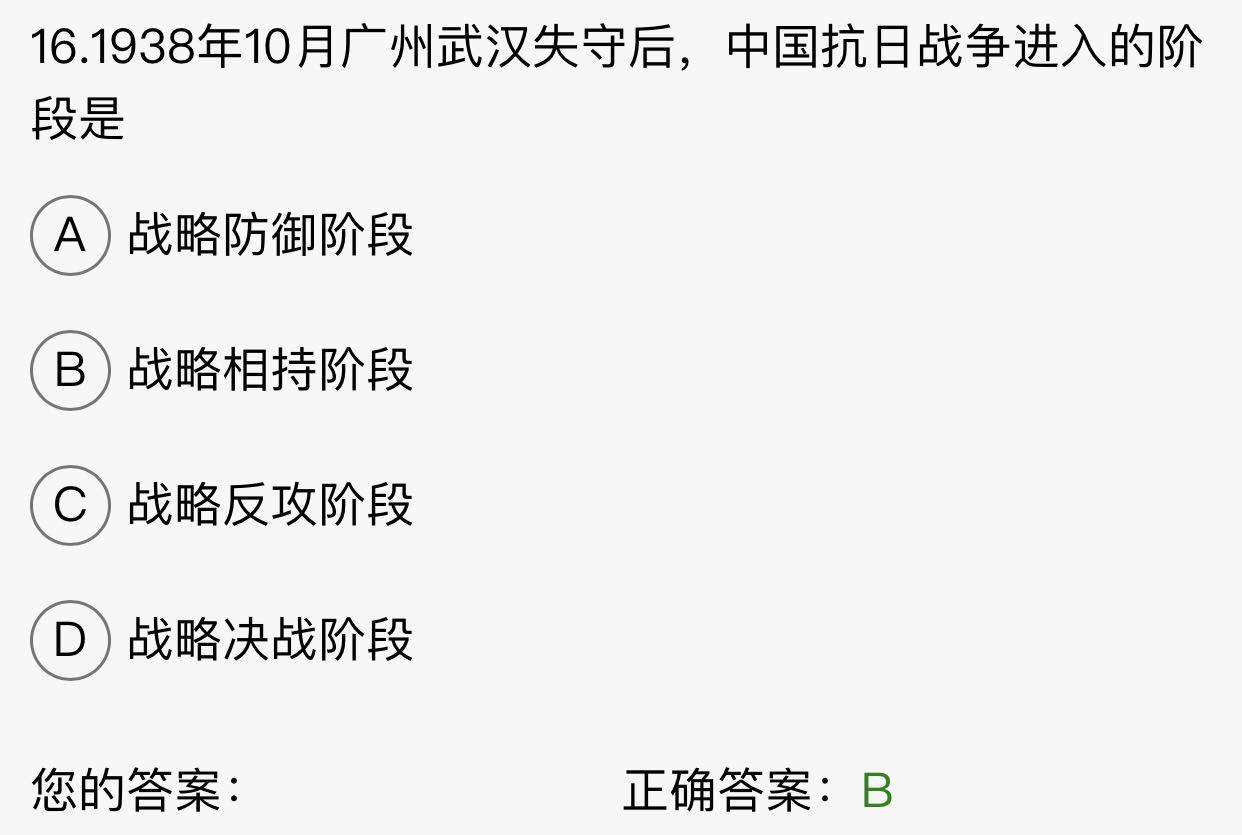 16.1938年10月广州武汉失守后，中国抗日战争进入的阶
段是
A 战略防御阶段
B 战略相持阶段
C 战略反攻阶段
D 战略决战阶段
您的答案： 正确答案：B